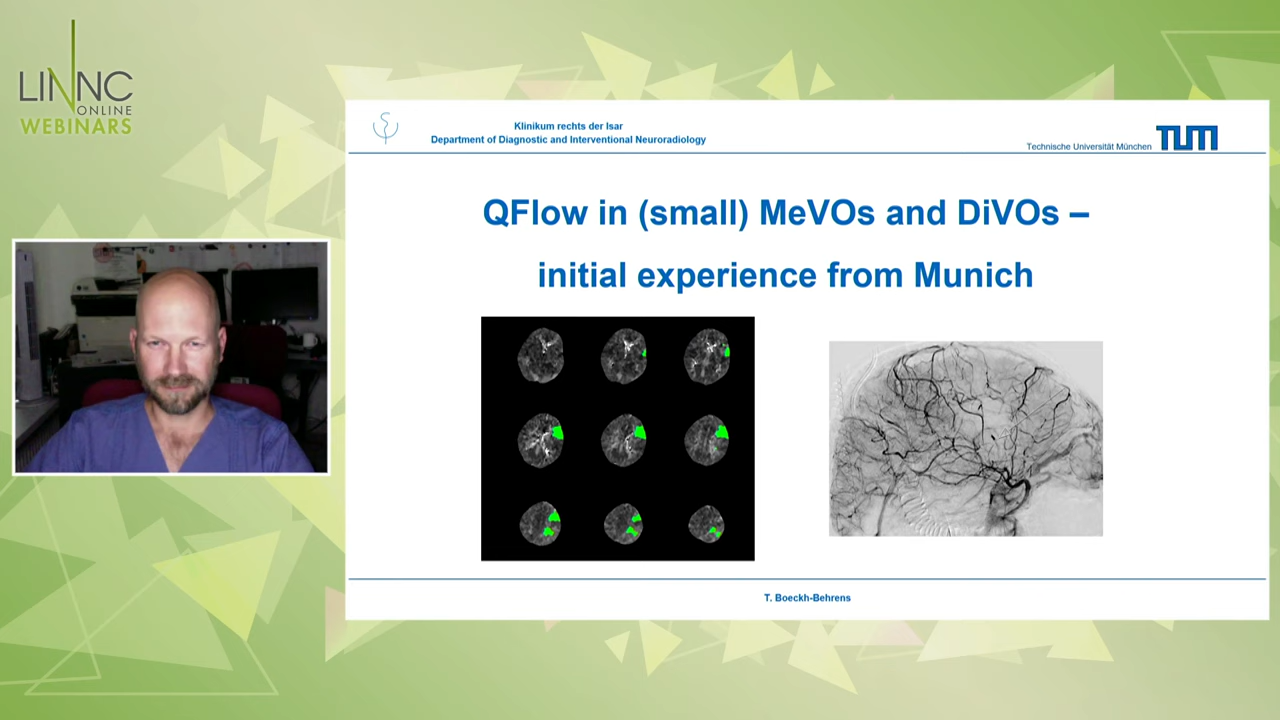 LINNC
ONLINE
WEBINARS
Klinikum rechts der Isar
Department of Diagnostic and Interventional Neuroradiology
Technische Universität München
TUM
QFlow in (small) MeVOs and DiVOs –
initial experience from Munich
T. Boeckh-Behrens